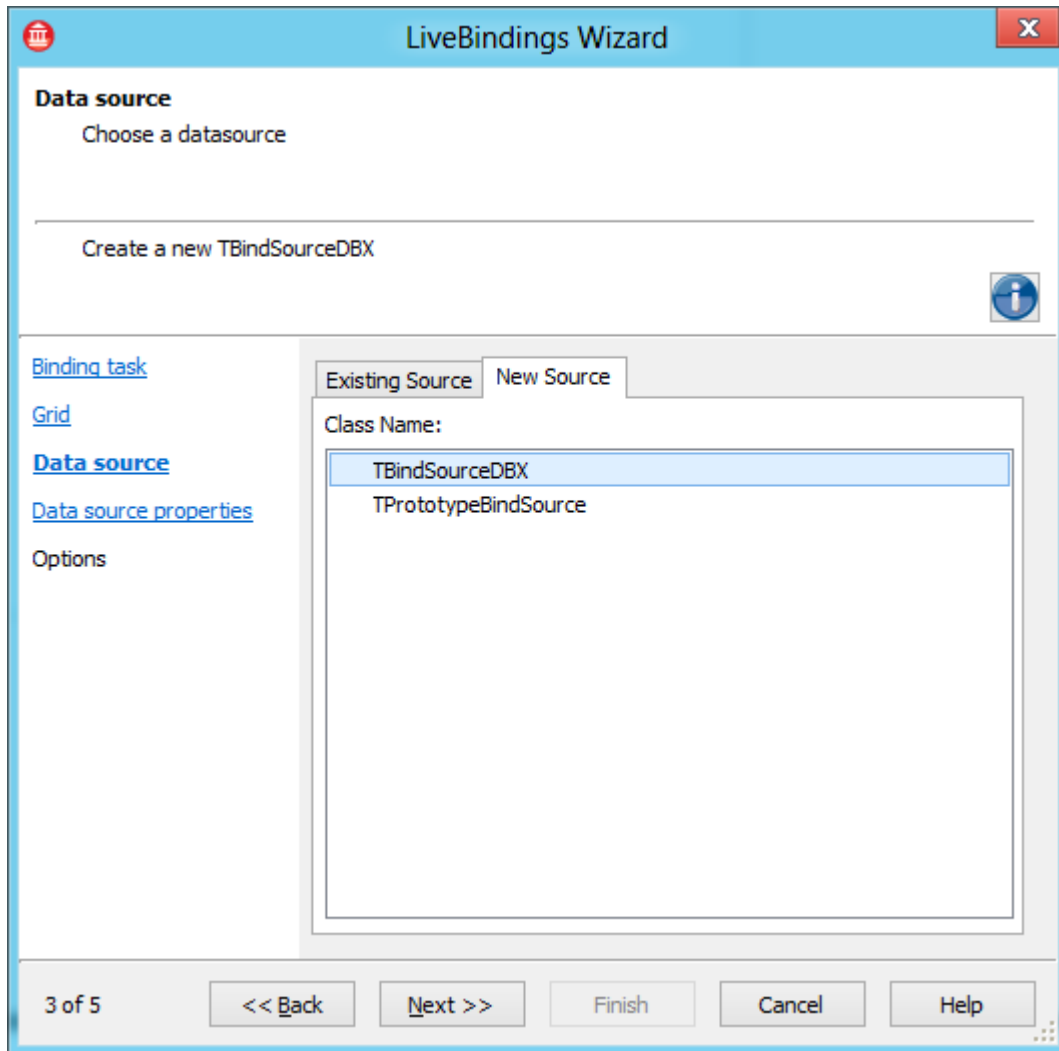 LiveBindings Wizard
Data source
Choose a datasource
Create a new TBindSourceDBX
Binding task
Grid
Data source
Data source properties
Options
Existing Source
New Source
Class Name:
TBindSourceDBX
TPrototypeBindSource
3 of 5
<< Back
Next >>
Finish
Cancel
Help